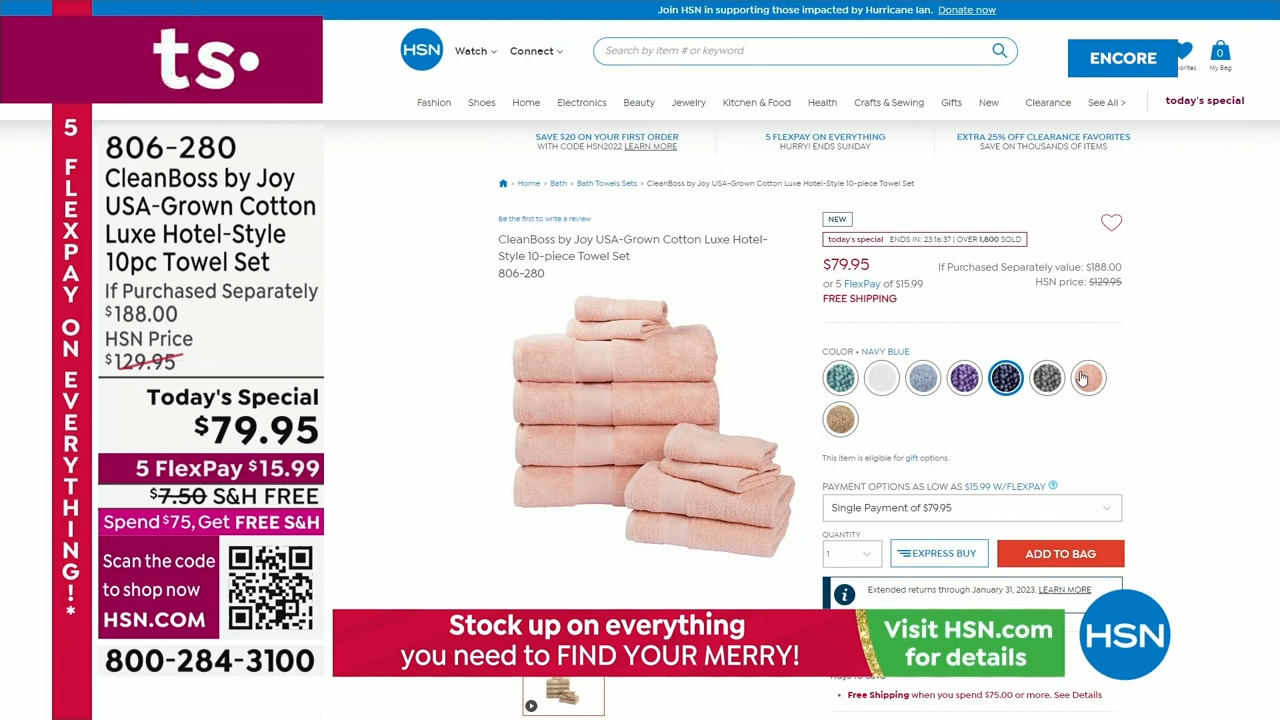 Join HSN in supporting those impacted by Hurricane Ian. Donate now
ts.
HSN
Watch
Connect
Search by item # or keyword
ENCORE
orites
0
My Bag
Fashion Shoes Home Electronics Beauty Jewelry Kitchen & Food Health Crafts & Sewing Gifts New Clearance See All > today's special
SAVE $20 ON YOUR FIRST ORDER
WITH CODE HSN2022 LEARN MORE
5 FLEXPAY ON EVERYTHING
HURRY! ENDS SUNDAY
EXTRA 25% OFF CLEARANCE FAVORITES
SAVE ON THOUSANDS OF ITEMS
5 FLEXPAY ON EVERYTHING!*
806-280
CleanBoss by Joy
USA-Grown Cotton
Luxe Hotel-Style
10pc Towel Set
If Purchased Separately
$188.00
HSN Price
$129.95
Today's Special
$79.95
5 FlexPay $15.99
$7.50 S&H FREE
Spend $75, Get FREE S&H
Scan the code
to shop now
HSN.COM
800-284-3100
> Home > Bath > Bath Towels Sets > CleanBoss by Joy USA-Grown Cotton Luxe Hotel-Style 10-piece Towel Set
Be the first to write a review
CleanBoss by Joy USA-Grown Cotton Luxe Hotel-
Style 10-piece Towel Set
806-280
NEW
today's special | ENDS IN: 23:16:37 | OVER 1,800 SOLD
$79.95
or 5 FlexPay of $15.99
FREE SHIPPING
If Purchased Separately value: $188.00
HSN price: $129.95
COLOR • NAVY BLUE
This item is eligible for gift options.
PAYMENT OPTIONS AS LOW AS $15.99 W/FLEXPAY
Single Payment of $79.95
QUANTITY
1
EXPRESS BUY
ADD TO BAG
Extended returns through January 31, 2023. LEARN MORE
Stock up on everything
you need to FIND YOUR MERRY!
Visit HSN.com
for details
HSN
• Free Shipping when you spend $75.00 or more. See Details